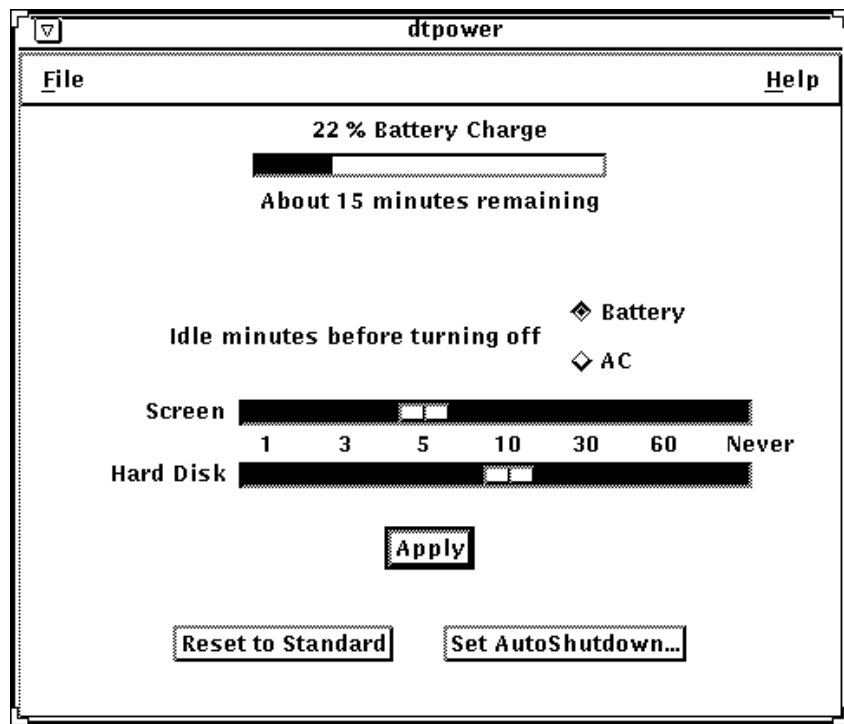 dtpower
File Help
22 % Battery Charge
About 15 minutes remaining
Battery
Idle minutes before turning off
AC
Screen
1 3 5 10 30 60 Never
Hard Disk
Apply
Reset to Standard Set AutoShutdown...